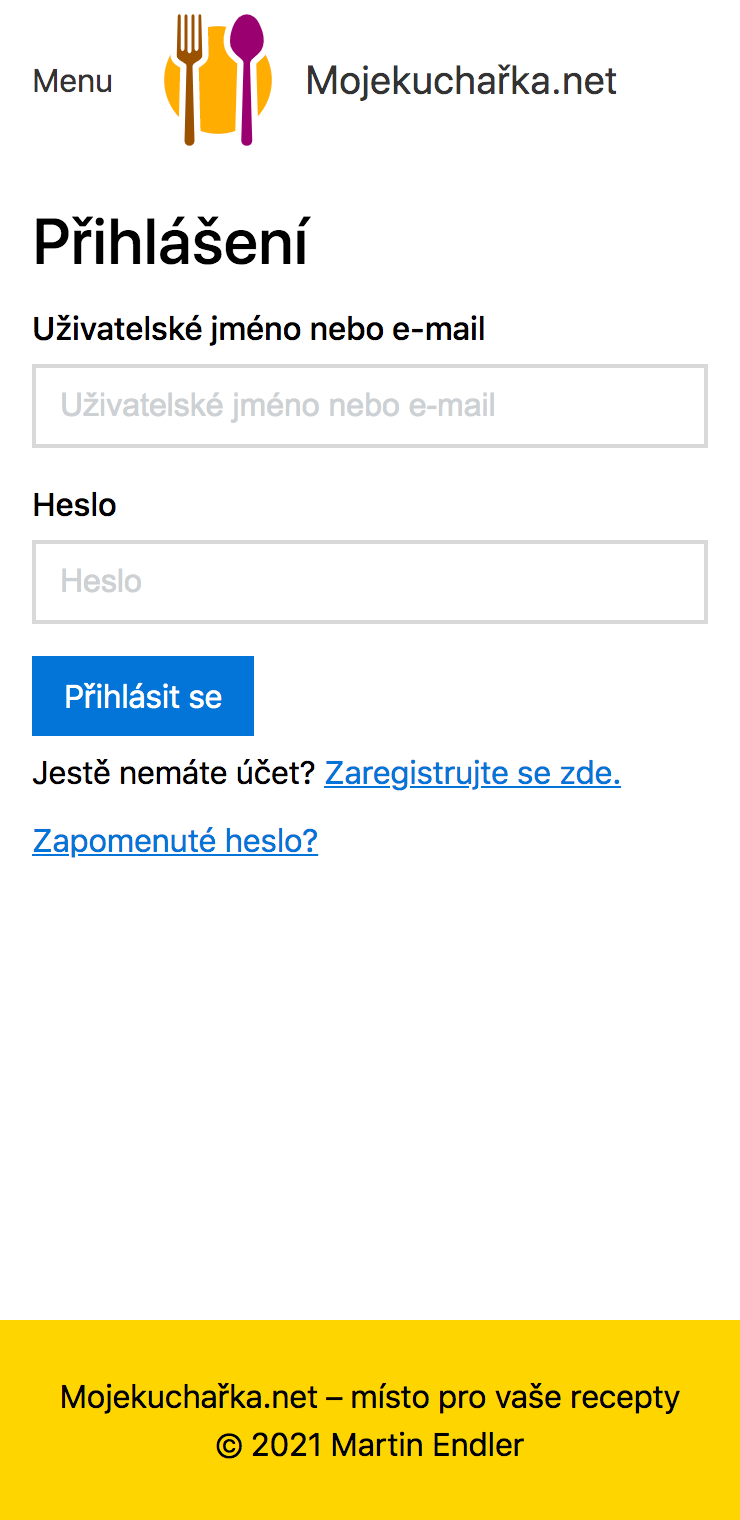 Menu
Mojekuchařka.net
Přihlášení
Uživatelské jméno nebo e-mail
Uživatelské jméno nebo e-mail
Heslo
Heslo
Přihlásit se
Jestě nemáte účet? Zaregistrujte se zde.
Zapomenuté heslo?
Mojekuchařka.net – místo pro vaše recepty
© 2021 Martin Endler